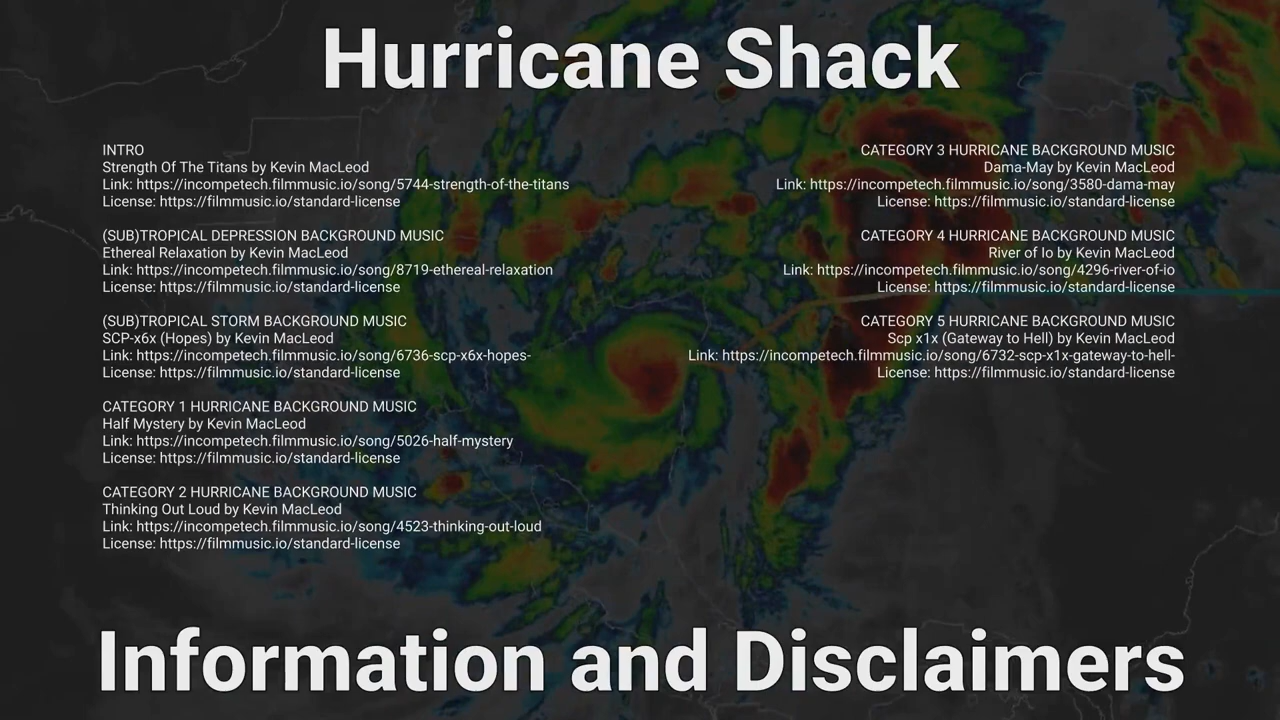 Hurricane Shack
INTRO
Strength Of The Titans by Kevin MacLeod
Link: https://incompetech.filmmusic.io/song/5744-strength-of-the-titans
License: https://filmmusic.io/standard-license
(SUB)TROPICAL DEPRESSION BACKGROUND MUSIC
Ethereal Relaxation by Kevin MacLeod
Link: https://incompetech.filmmusic.io/song/8719-ethereal-relaxation
License: https://filmmusic.io/standard-license
(SUB)TROPICAL STORM BACKGROUND MUSIC
SCP-x6x (Hopes) by Kevin MacLeod
Link: https://incompetech.filmmusic.io/song/6736-scp-x6x-hopes-
License: https://filmmusic.io/standard-license
CATEGORY 1 HURRICANE BACKGROUND MUSIC
Half Mystery by Kevin MacLeod
Link: https://incompetech.filmmusic.io/song/5026-half-mystery
License: https://filmmusic.io/standard-license
CATEGORY 2 HURRICANE BACKGROUND MUSIC
Thinking Out Loud by Kevin MacLeod
Link: https://incompetech.filmmusic.io/song/4523-thinking-out-loud
License: https://filmmusic.io/standard-license
CATEGORY 3 HURRICANE BACKGROUND MUSIC
Dama-May by Kevin MacLeod
Link: https://incompetech.filmmusic.io/song/3580-dama-may
License: https://filmmusic.io/standard-license
CATEGORY 4 HURRICANE BACKGROUND MUSIC
River of Io by Kevin MacLeod
Link: https://incompetech.filmmusic.io/song/4296-river-of-io
License: https://filmmusic.io/standard-license
CATEGORY 5 HURRICANE BACKGROUND MUSIC
Scp x1x (Gateway to Hell) by Kevin MacLeod
Link: https://incompetech.filmmusic.io/song/6732-scp-x1x-gateway-to-hell-
License: https://filmmusic.io/standard-license
Information and Disclaimers